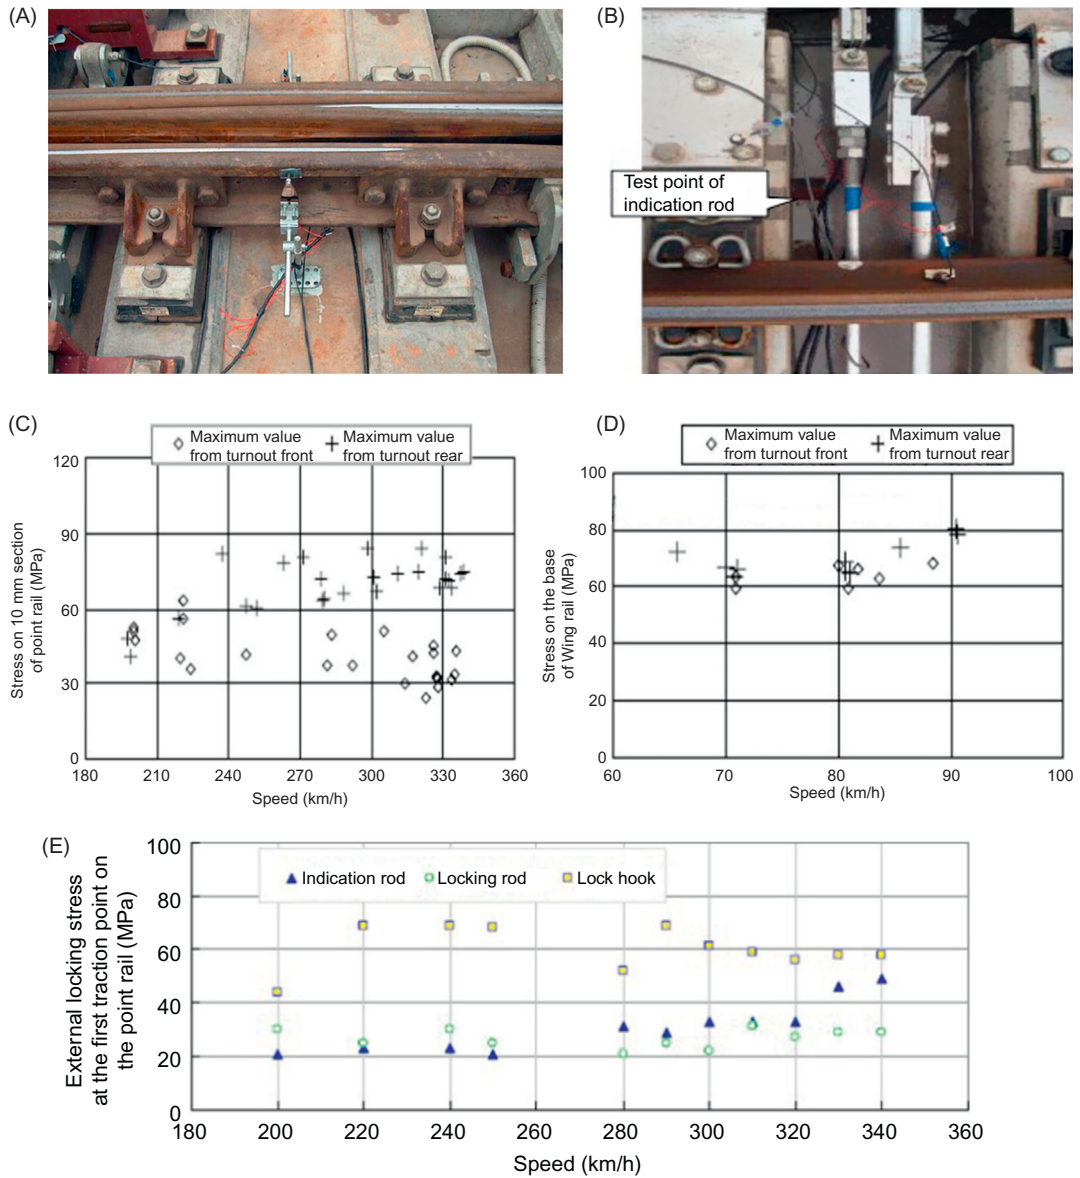 (A)
(B)
Test point of
indication rod
(C)
Maximum value
from turnout front
Maximum value
from turnout rear
Stress on 10 mm section
of point rail (MPa)
120
90
60
30
0
180
210
240
270
300
330
360
Speed (km/h)
(D)
Maximum value
from turnout front
Maximum value
from turnout rear
Stress on the base
of Wing rail (MPa)
100
80
60
40
20
0
60
70
80
90
100
Speed (km/h)
(E)
Indication rod
Locking rod
Lock hook
External locking stress
at the first traction point on
the point rail (MPa)
100
80
60
40
20
0
180
200
220
240
260
280
300
320
340
360
Speed (km/h)